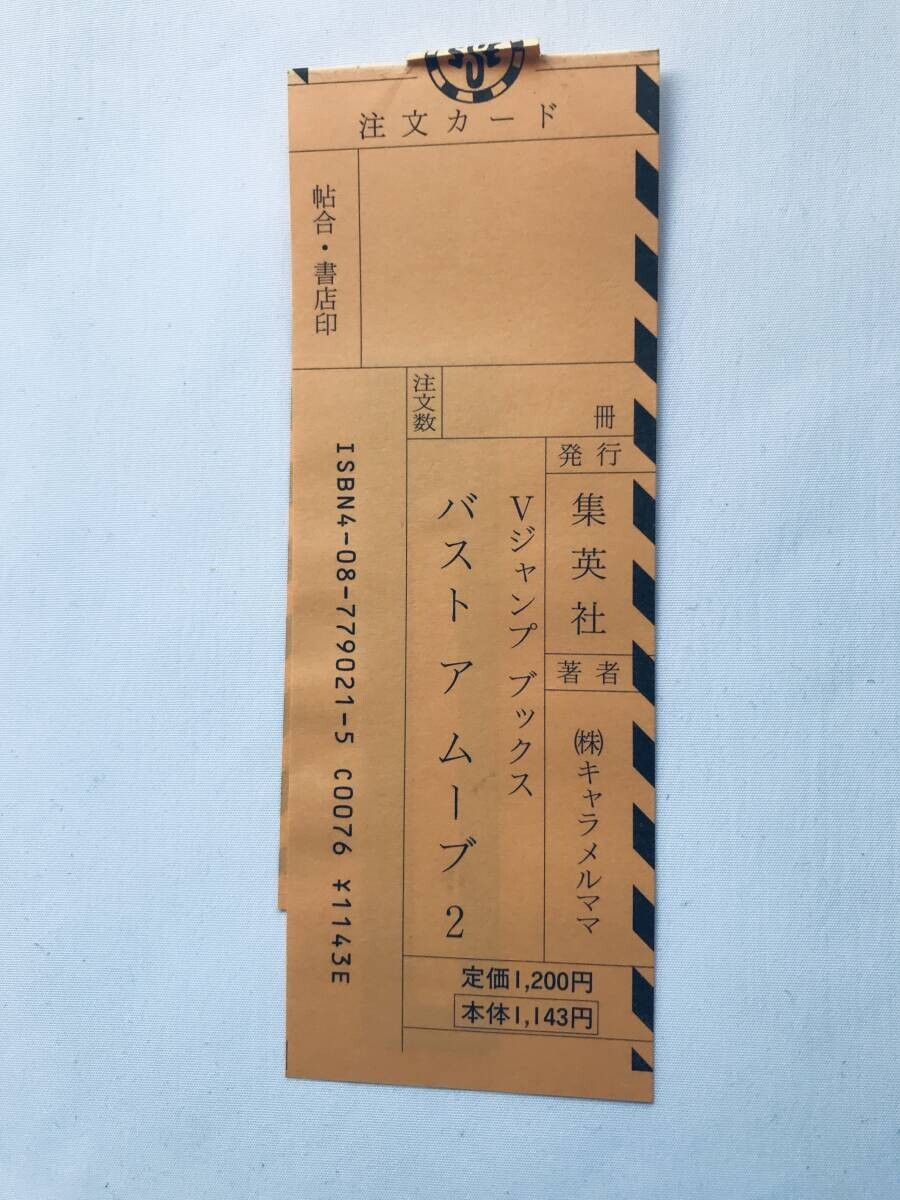 注文カード
帖合・書店印
注文数
冊
発行
集英社
著者
㈱キャラメルママ
Vジャンプ ブックス
バスト ア ムーブ 2
ISBN4-08-779021-5 C0076 ¥1143E
定価1,200円
本体1,143円